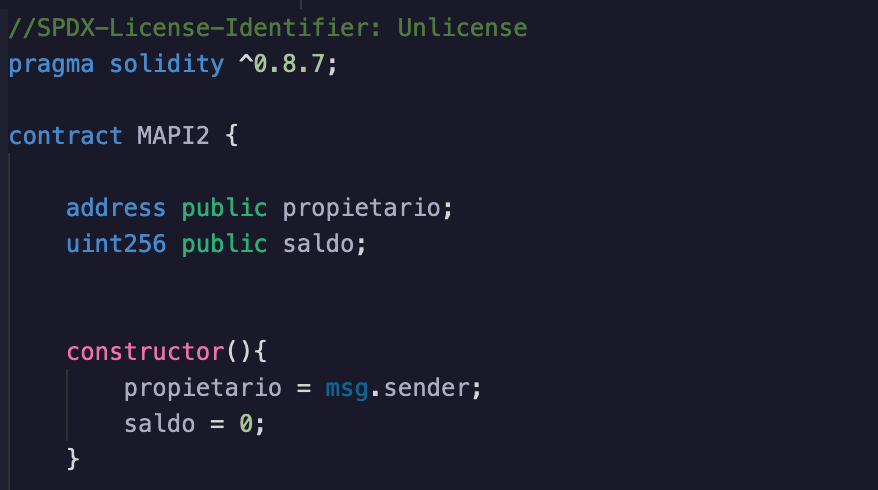 //SPDX-License-Identifier: Unlicense
pragma solidity ^0.8.7;
contract MAPI2 {
address public propietario;
uint256 public saldo;
constructor(){
propietario = msg.sender;
saldo = 0;
}